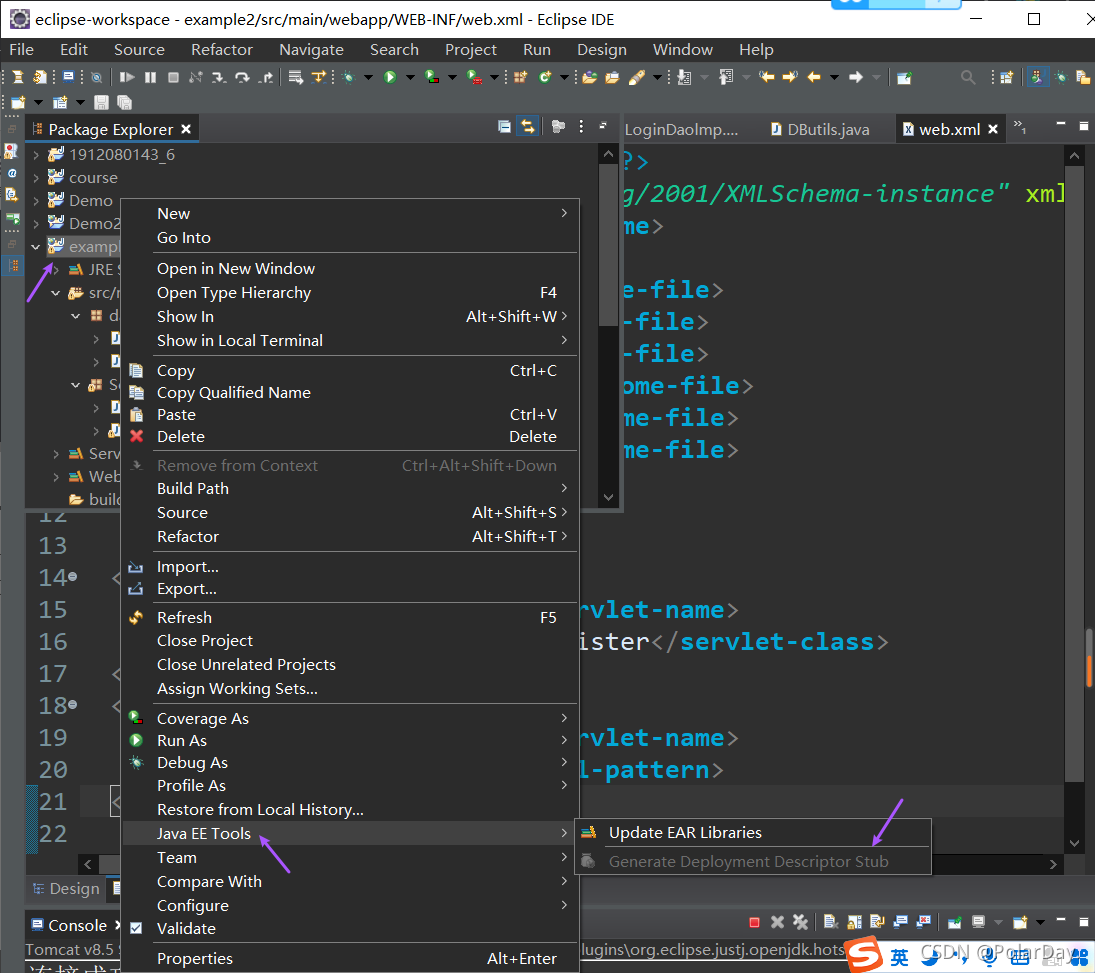 eclipse-workspace - example2/src/main/webapp/WEB-INF/web.xml - Eclipse IDE
File Edit Source Refactor Navigate Search Project Run Design Window Help
Package Explorer
LoginDaoImp....
DButils.java
web.xml
1
1912080143_6
course
Demo
Demo2
examp
JRE S
src/
d
S
Serv
Web
build
?>
g/2001/XMLSchema-instance" xml
me>
e-file>
-file>
-file>
ome-file>
me-file>
me-file>
New
Go Into
Open in New Window
Open Type Hierarchy F4
Show In Alt+Shift+W
Show in Local Terminal
Copy Ctrl+C
Copy Qualified Name
Paste Ctrl+V
Delete Delete
Remove from Context Ctrl+Alt+Shift+Down
Build Path
Source Alt+Shift+S
Refactor Alt+Shift+T
Import...
Export...
Refresh F5
Close Project
Close Unrelated Projects
Assign Working Sets...
Coverage As
Run As
Debug As
Profile As
Restore from Local History...
Java EE Tools
Team
Compare With
Configure
Validate
Properties Alt+Enter
Update EAR Libraries
Generate Deployment Descriptor Stub
12
13
14 <
15 rvlet-name>
16 ister</servlet-class>
17 <
18 <
19 rvlet-name>
20 l-pattern>
21 <
22
Design
Console
Tomcat v8.5 S
lugins\org.eclipse.justj.openjdk.hots
英
CSDN @PolarDay.